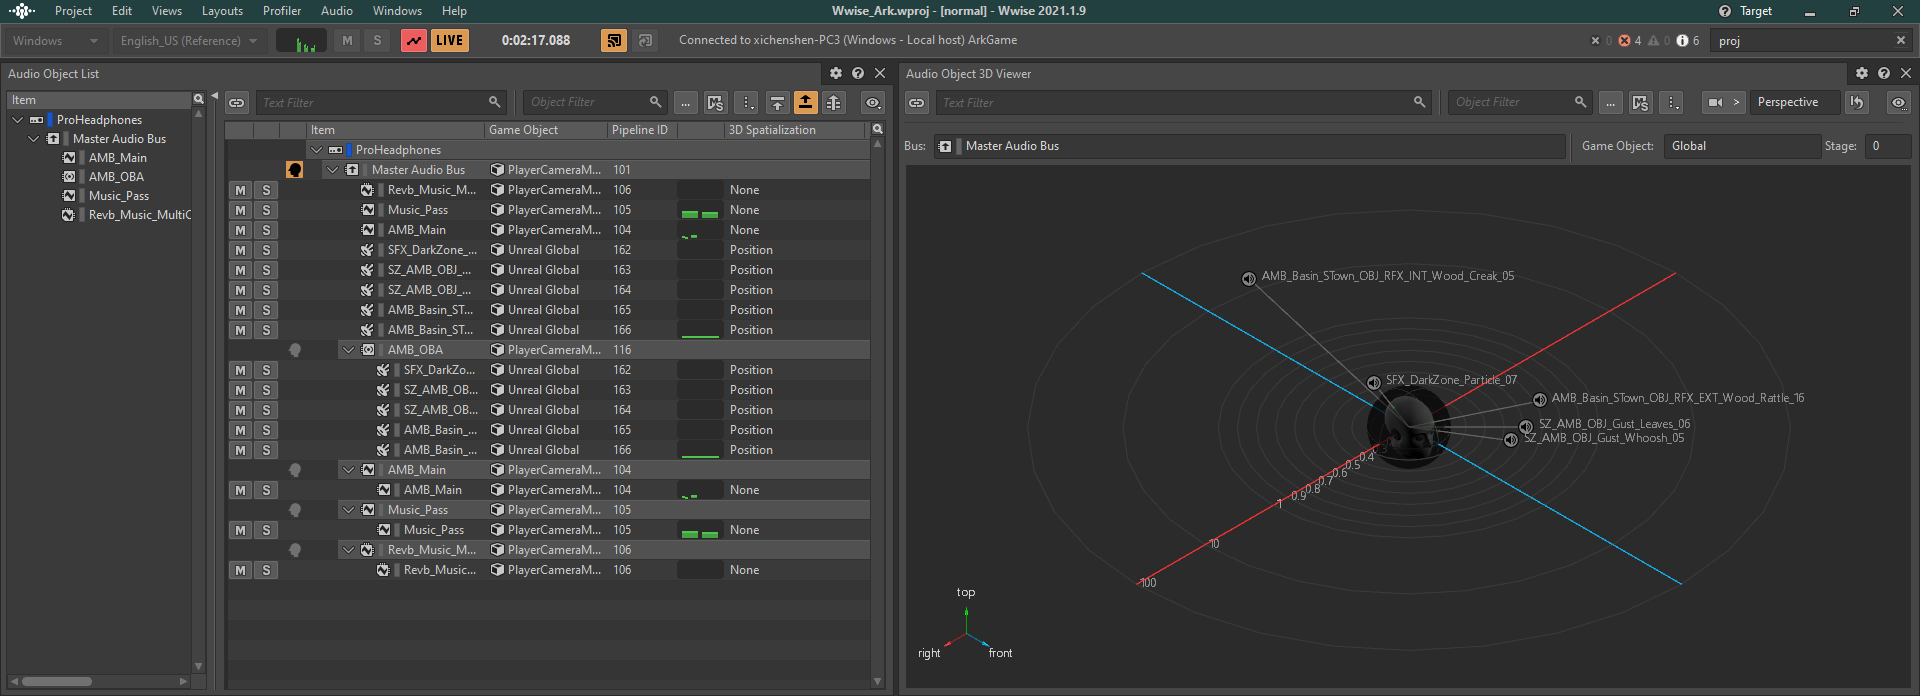 Project Edit Views Layouts Profiler Audio Windows Help
Wwise_Ark.wproj - [normal] - Wwise 2021.1.9
Target
Windows
English_US (Reference)
M S
LIVE
0:02:17.088
Connected to xichenshen-PC3 (Windows - Local host) ArkGame
0 4 0 6
proj
Audio Object List
Item
ProHeadphones
Master Audio Bus
AMB_Main
AMB_OBA
Music_Pass
Revb_Music_MultiC
Text Filter
Object Filter
...
Item Game Object Pipeline ID 3D Spatialization
ProHeadphones
Master Audio Bus PlayerCameraM... 101
M S Revb_Music_M... PlayerCameraM... 106 None
M S Music_Pass PlayerCameraM... 105 None
M S AMB_Main PlayerCameraM... 104 None
M S SFX_DarkZone_... Unreal Global 162 Position
M S SZ_AMB_OBJ_... Unreal Global 163 Position
M S SZ_AMB_OBJ_... Unreal Global 164 Position
M S AMB_Basin_ST... Unreal Global 165 Position
M S AMB_Basin_ST... Unreal Global 166 Position
AMB_OBA PlayerCameraM... 116
M S SFX_DarkZo... Unreal Global 162 Position
M S SZ_AMB_OB... Unreal Global 163 Position
M S SZ_AMB_OB... Unreal Global 164 Position
M S AMB_Basin_... Unreal Global 165 Position
M S AMB_Basin_... Unreal Global 166 Position
AMB_Main PlayerCameraM... 104
M S AMB_Main PlayerCameraM... 104 None
Music_Pass PlayerCameraM... 105
M S Music_Pass PlayerCameraM... 105 None
Revb_Music_M... PlayerCameraM... 106
M S Revb_Music... PlayerCameraM... 106 None
Audio Object 3D Viewer
Text Filter
Object Filter
...
Perspective
Bus: Master Audio Bus
Game Object: Global
Stage: 0
AMB_Basin_STown_OBJ_RFX_INT_Wood_Creak_05
SFX_DarkZone_Particle_07
AMB_Basin_STown_OBJ_RFX_EXT_Wood_Rattle_16
SZ_AMB_OBJ_Gust_Leaves_06
SZ_AMB_OBJ_Gust_Whoosh_05
0.3
0.4
0.5
0.6
0.7
0.8
0.9
1
10
100
top
right
front